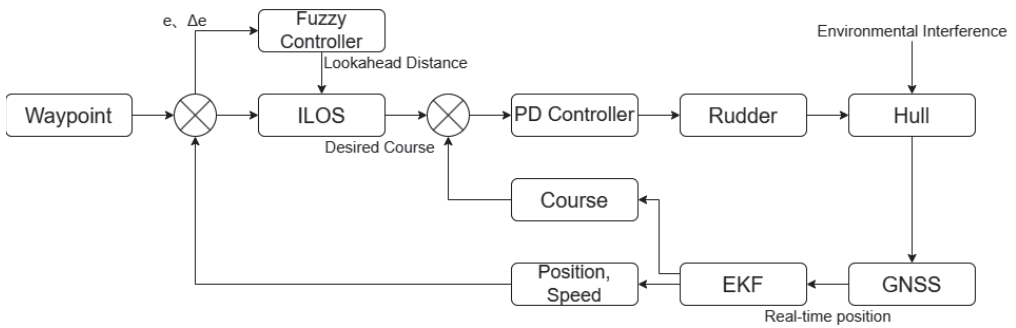 e、Δe
Fuzzy
Controller
Environmental Interference
Lookahead Distance
Waypoint
ILOS
PD Controller
Rudder
Hull
Desired Course
Course
Position,
Speed
EKF
GNSS
Real-time position